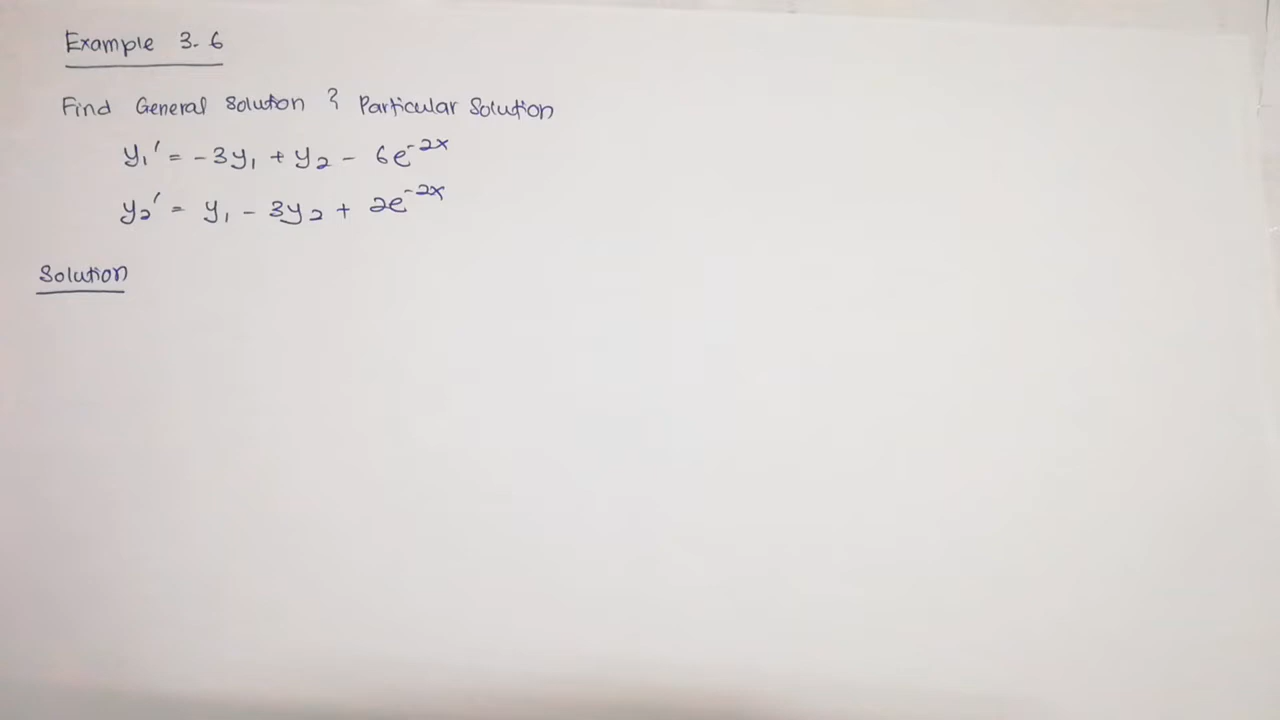 Example 3.6
Find General Solution & Particular Solution
y₁' = -3y₁ + y₂ - 6e⁻²ˣ
y₂' = y₁ - 3y₂ + 2e⁻²ˣ
Solution